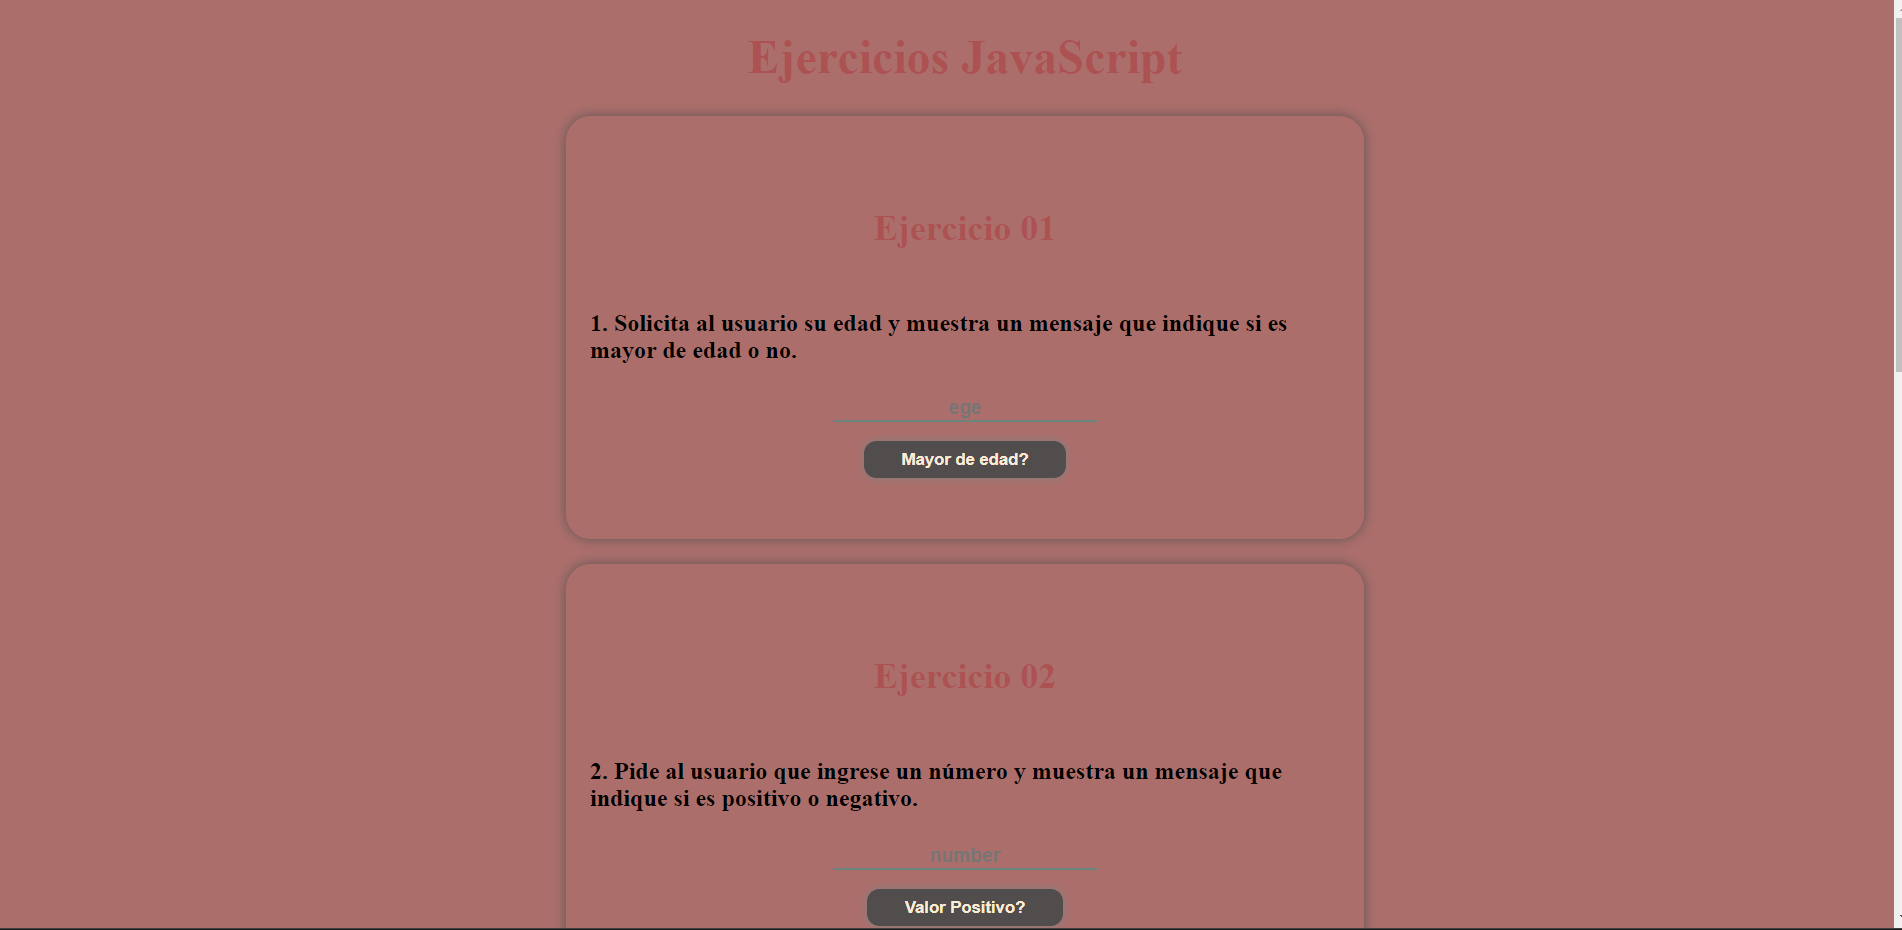 Ejercicios JavaScript
Ejercicio 01
1. Solicita al usuario su edad y muestra un mensaje que indique si es
mayor de edad o no.
ege
Mayor de edad?
Ejercicio 02
2. Pide al usuario que ingrese un número y muestra un mensaje que
indique si es positivo o negativo.
number
Valor Positivo?